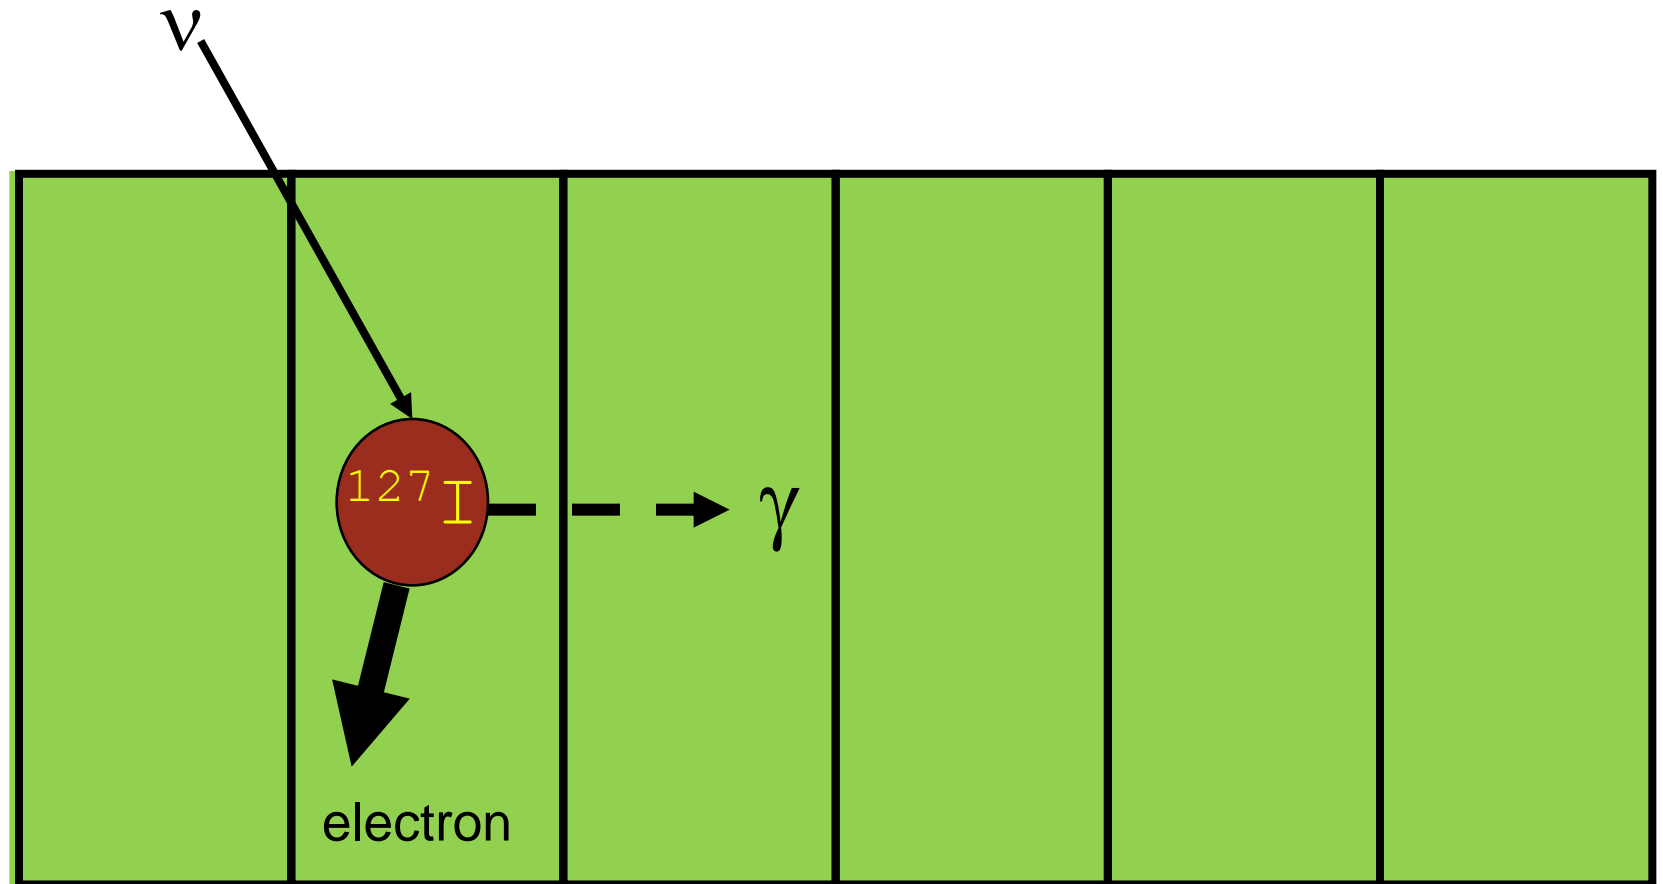 ν
¹²⁷I
γ
electron